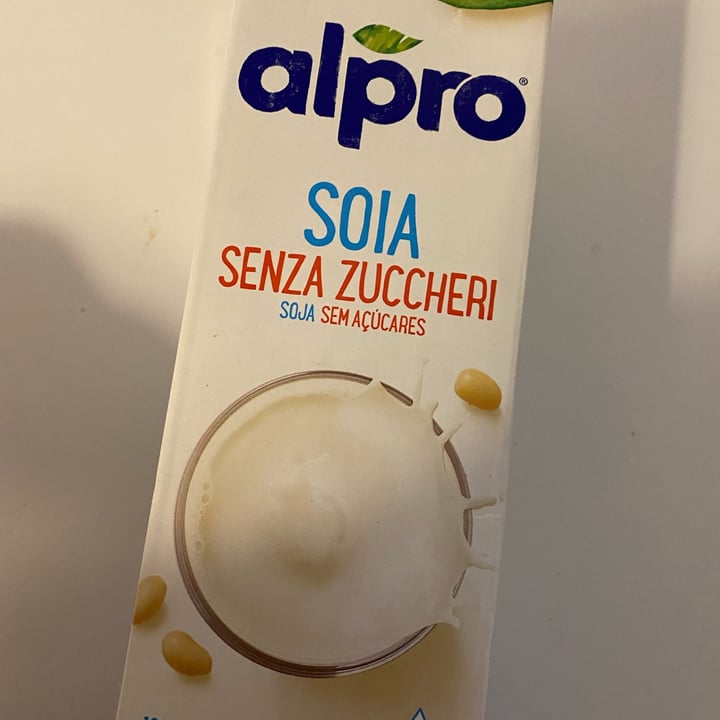 alpro®
SOIA
SENZA ZUCCHERI
SOJA SEM AÇÚCARES